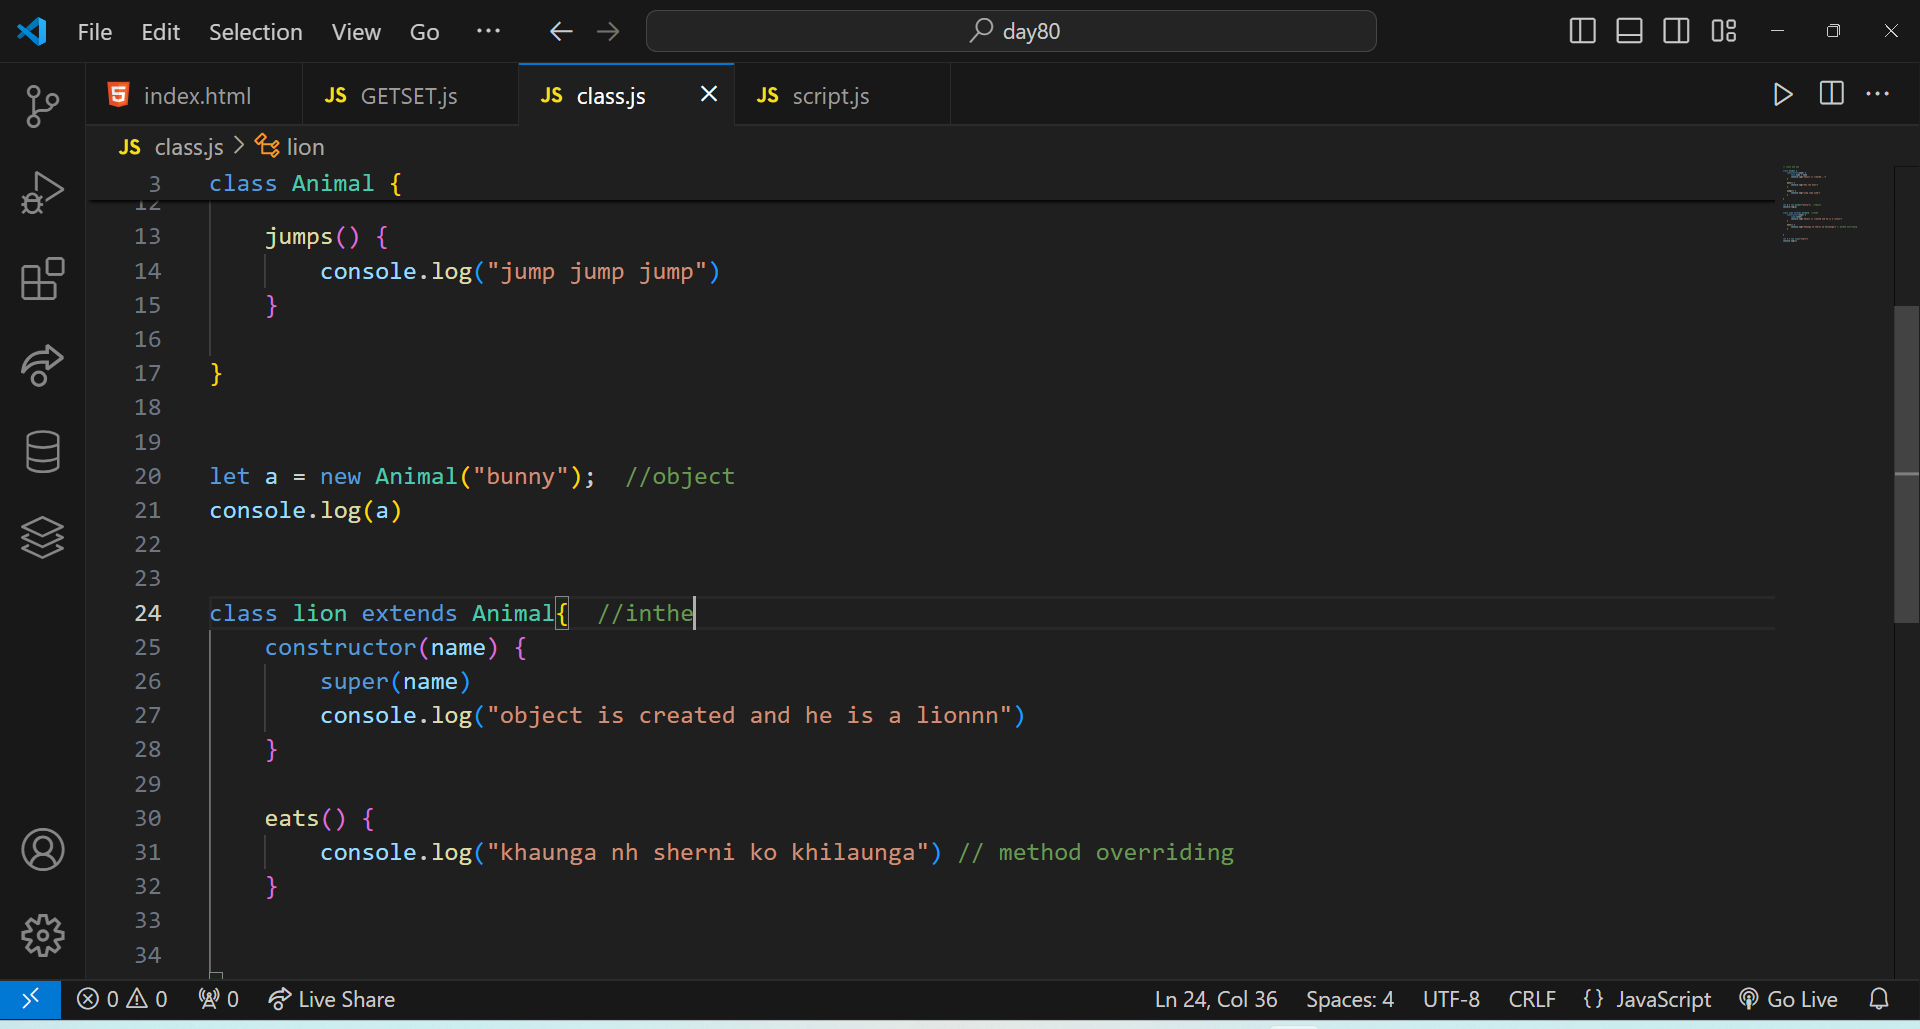 File Edit Selection View Go ··· day80
index.html JS GETSET.js JS class.js JS script.js
JS class.js > lion
3 class Animal {
12
13 jumps() {
14 console.log("jump jump jump")
15 }
16
17 }
18
19
20 let a = new Animal("bunny"); //object
21 console.log(a)
22
23
24 class lion extends Animal{ //inthe
25 constructor(name) {
26 super(name)
27 console.log("object is created and he is a lionnn")
28 }
29
30 eats() {
31 console.log("khaunga nh sherni ko khilaunga") // method overriding
32 }
33
34
0 0 0 Live Share Ln 24, Col 36 Spaces: 4 UTF-8 CRLF {} JavaScript Go Live